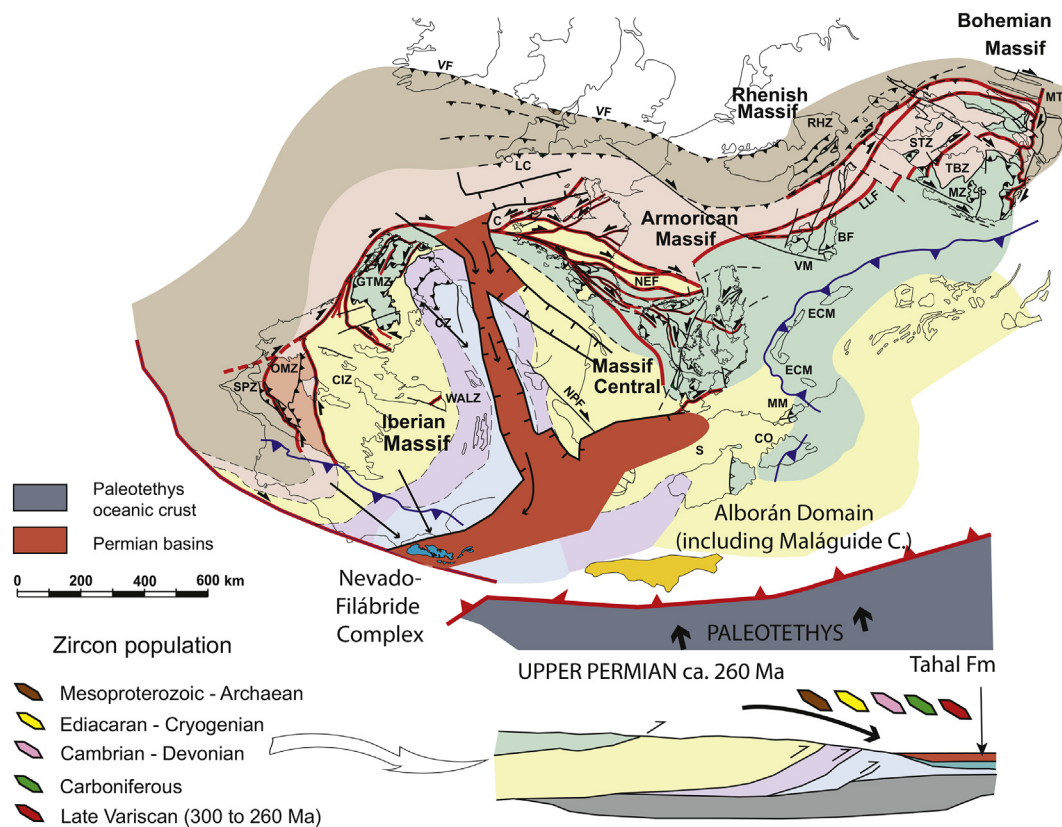 Bohemian
Massif
VF
VF
Rhenish
Massif
MT
RHZ
STZ
TBZ
MZ
LC
C
LLF
Armorican
Massif
BF
VM
GTMZ
NEF
CZ
ECM
ECM
Massif
Central
OMZ
SPZ
CIZ
WALZ
NPF
MM
CO
S
Iberian
Massif
Paleotethys
oceanic crust
Permian basins
0 200 400 600 km
Alborán Domain
(including Maláguide C.)
Nevado-
Filábride
Complex
PALEOTETHYS
UPPER PERMIAN ca. 260 Ma
Tahal Fm
Zircon population
Mesoproterozoic - Archaean
Ediacaran - Cryogenian
Cambrian - Devonian
Carboniferous
Late Variscan (300 to 260 Ma)